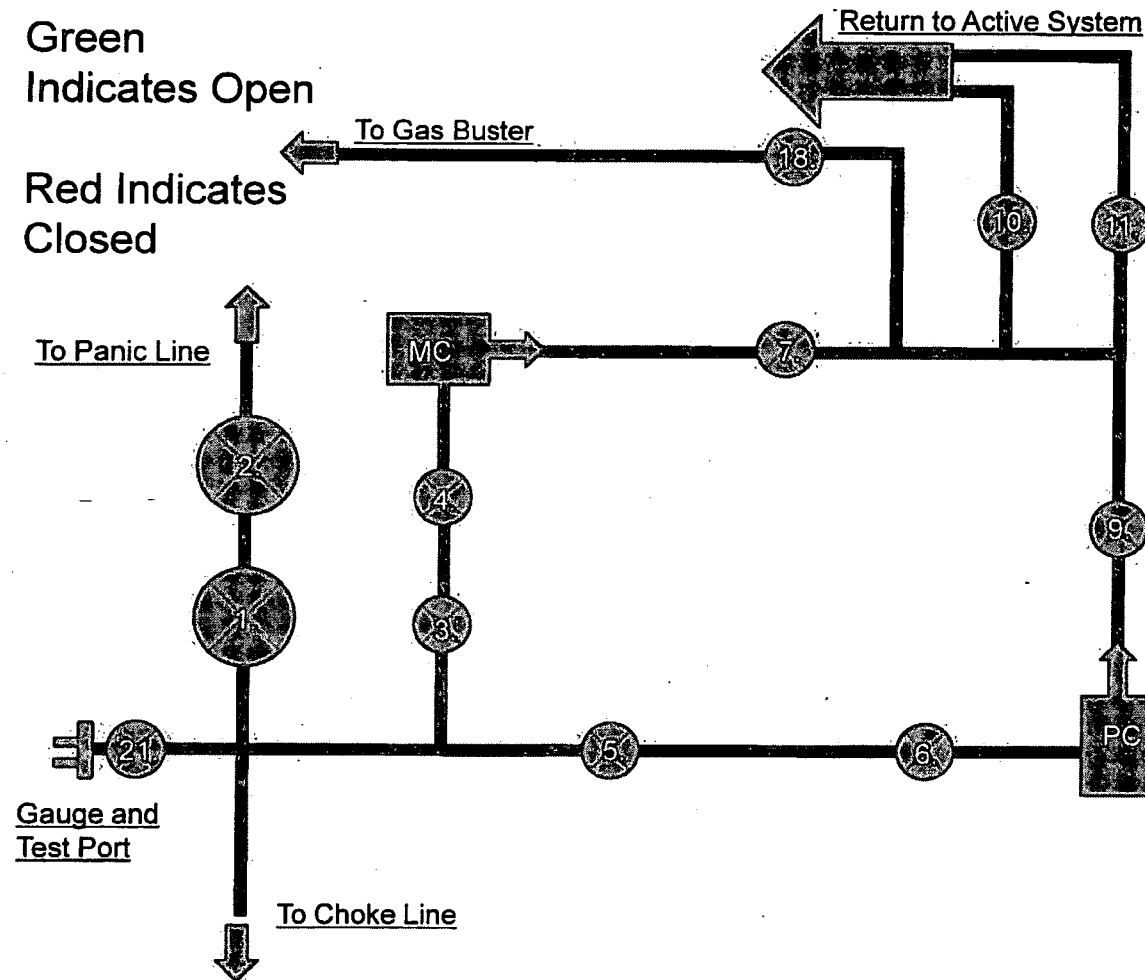 Green
Indicates Open
Return to Active System
To Gas Buster
18.
Red Indicates
Closed
10.
11.
To Panic Line
MC
7.
2.
4.
9.
1.
3.
21
5.
6.
PC
Gauge and
Test Port
To Choke Line